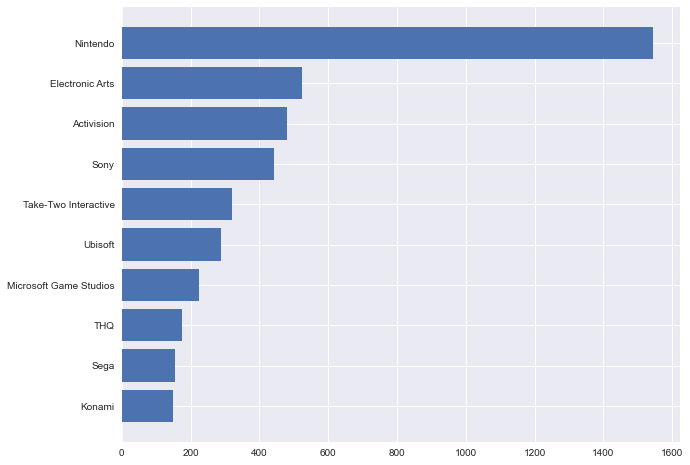 Nintendo
Electronic Arts
Activision
Sony
Take-Two Interactive
Ubisoft
Microsoft Game Studios
THQ
Sega
Konami
0 200 400 600 800 1000 1200 1400 1600